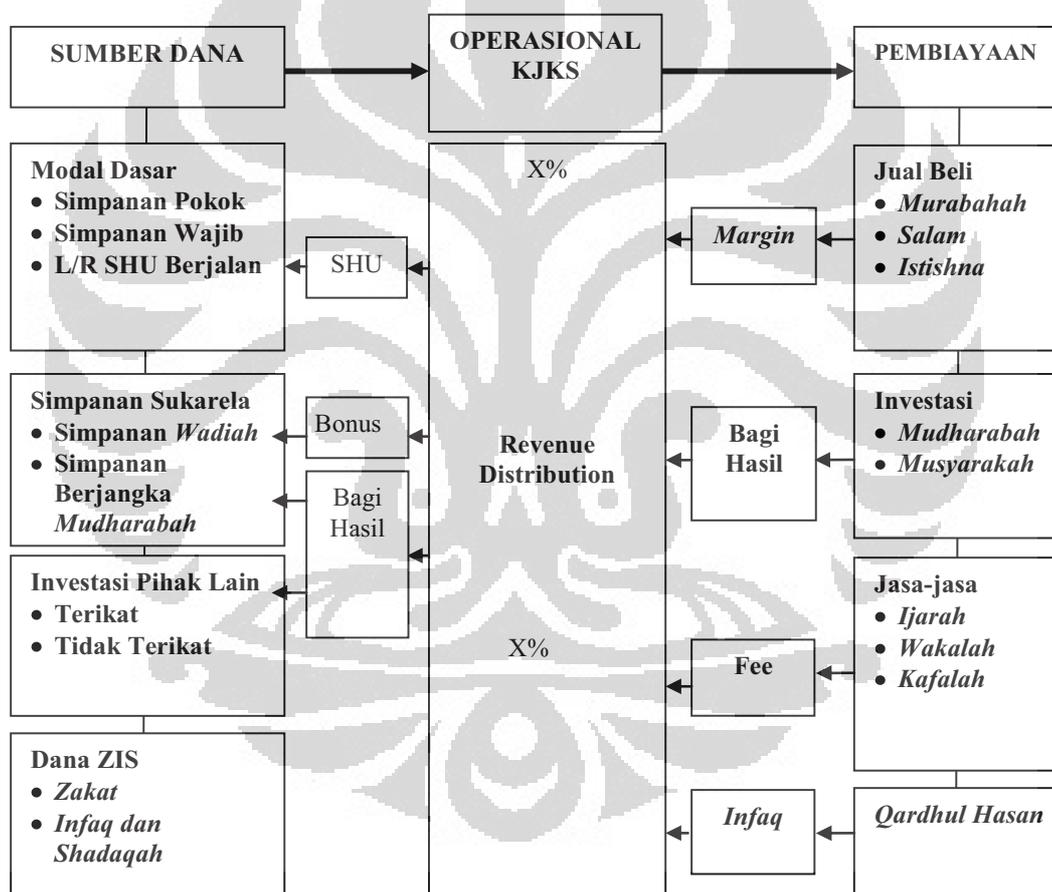 SUMBER DANA
OPERASIONAL
KJKS
PEMBIAYAAN
Modal Dasar
• Simpanan Pokok
• Simpanan Wajib
• L/R SHU Berjalan
SHU
X%
Margin
Jual Beli
• Murabahah
• Salam
• Istishna
Simpanan Sukarela
• Simpanan Wadiah
• Simpanan
Berjangka
Mudharabah
Bonus
Bagi
Hasil
Revenue
Distribution
Bagi
Hasil
Investasi
• Mudharabah
• Musyarakah
Investasi Pihak Lain
• Terikat
• Tidak Terikat
X%
Fee
Jasa-jasa
• Ijarah
• Wakalah
• Kafalah
Dana ZIS
• Zakat
• Infaq dan
Shadaqah
Infaq
Qardhul Hasan